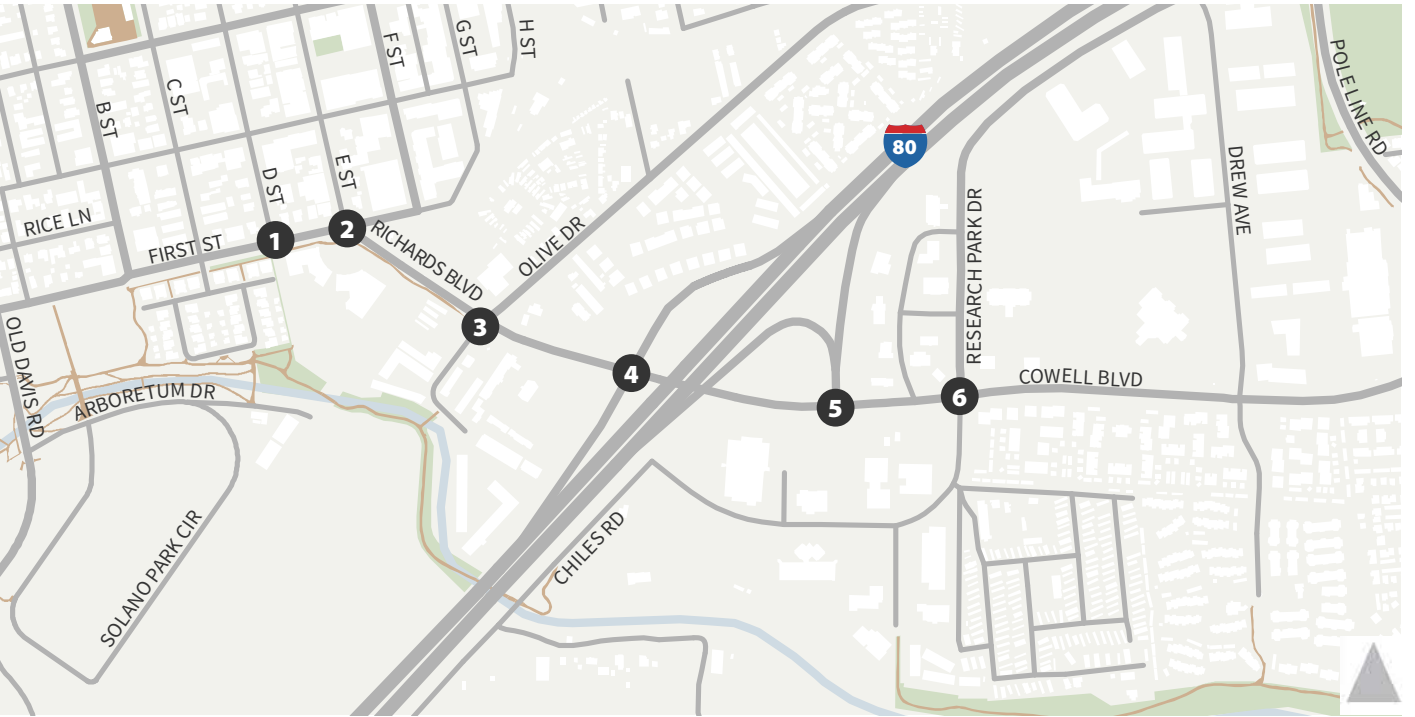 H ST
G ST
F ST
POLE LINE RD
C ST
B ST
80
DREW AVE
E ST
D ST
RICE LN
RESEARCH PARK DR
1
2
FIRST ST
RICHARDS BLVD
OLIVE DR
3
OLD DAVIS RD
4
COWELL BLVD
ARBORETUM DR
5
6
SOLANO PARK CIR
CHILES RD